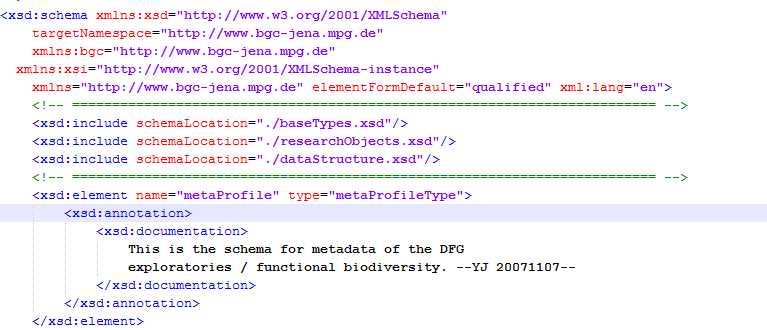 <xsd:schema xmlns:xsd="http://www.w3.org/2001/XMLSchema"
targetNamespace="http://www.bgc-jena.mpg.de"
xmlns:bgc="http://www.bgc-jena.mpg.de"
xmlns:xsi="http://www.w3.org/2001/XMLSchema-instance"
xmlns="http://www.bgc-jena.mpg.de" elementFormDefault="qualified" xml:lang="en">
<!-- ========================================================================= -->
<xsd:include schemaLocation="./baseTypes.xsd"/>
<xsd:include schemaLocation="./researchObjects.xsd"/>
<xsd:include schemaLocation="./dataStructure.xsd"/>
<!-- ========================================================================= -->
<xsd:element name="metaProfile" type="metaProfileType">
<xsd:annotation>
<xsd:documentation>
This is the schema for metadata of the DFG
exploratories / functional biodiversity. --YJ 20071107--
</xsd:documentation>
</xsd:annotation>
</xsd:element>